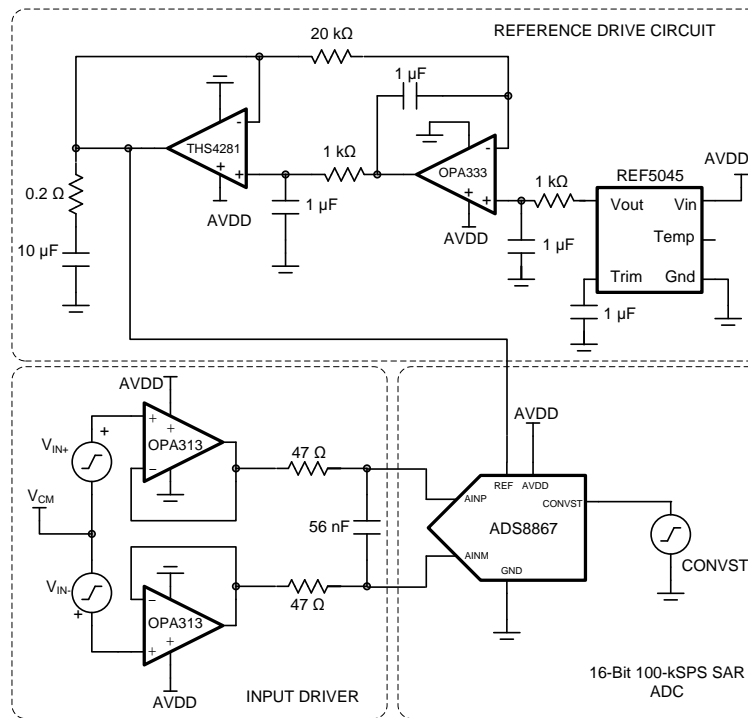 REFERENCE DRIVE CIRCUIT
20 kΩ
1 µF
-
THS4281
+
+
AVDD
1 kΩ
1 µF
-
OPA333
+
+
AVDD
1 kΩ
1 µF
REF5045
Vout
Vin
Temp
Trim
Gnd
AVDD
1 µF
0.2 Ω
10 µF
AVDD
+
VIN+
+
+
−
OPA313
VCM
VIN-
+
−
+
+
OPA313
AVDD
47 Ω
56 nF
47 Ω
INPUT DRIVER
AVDD
REF
AVDD
CONVST
AINP
ADS8867
AINM
GND
CONVST
16-Bit 100-kSPS SAR
ADC